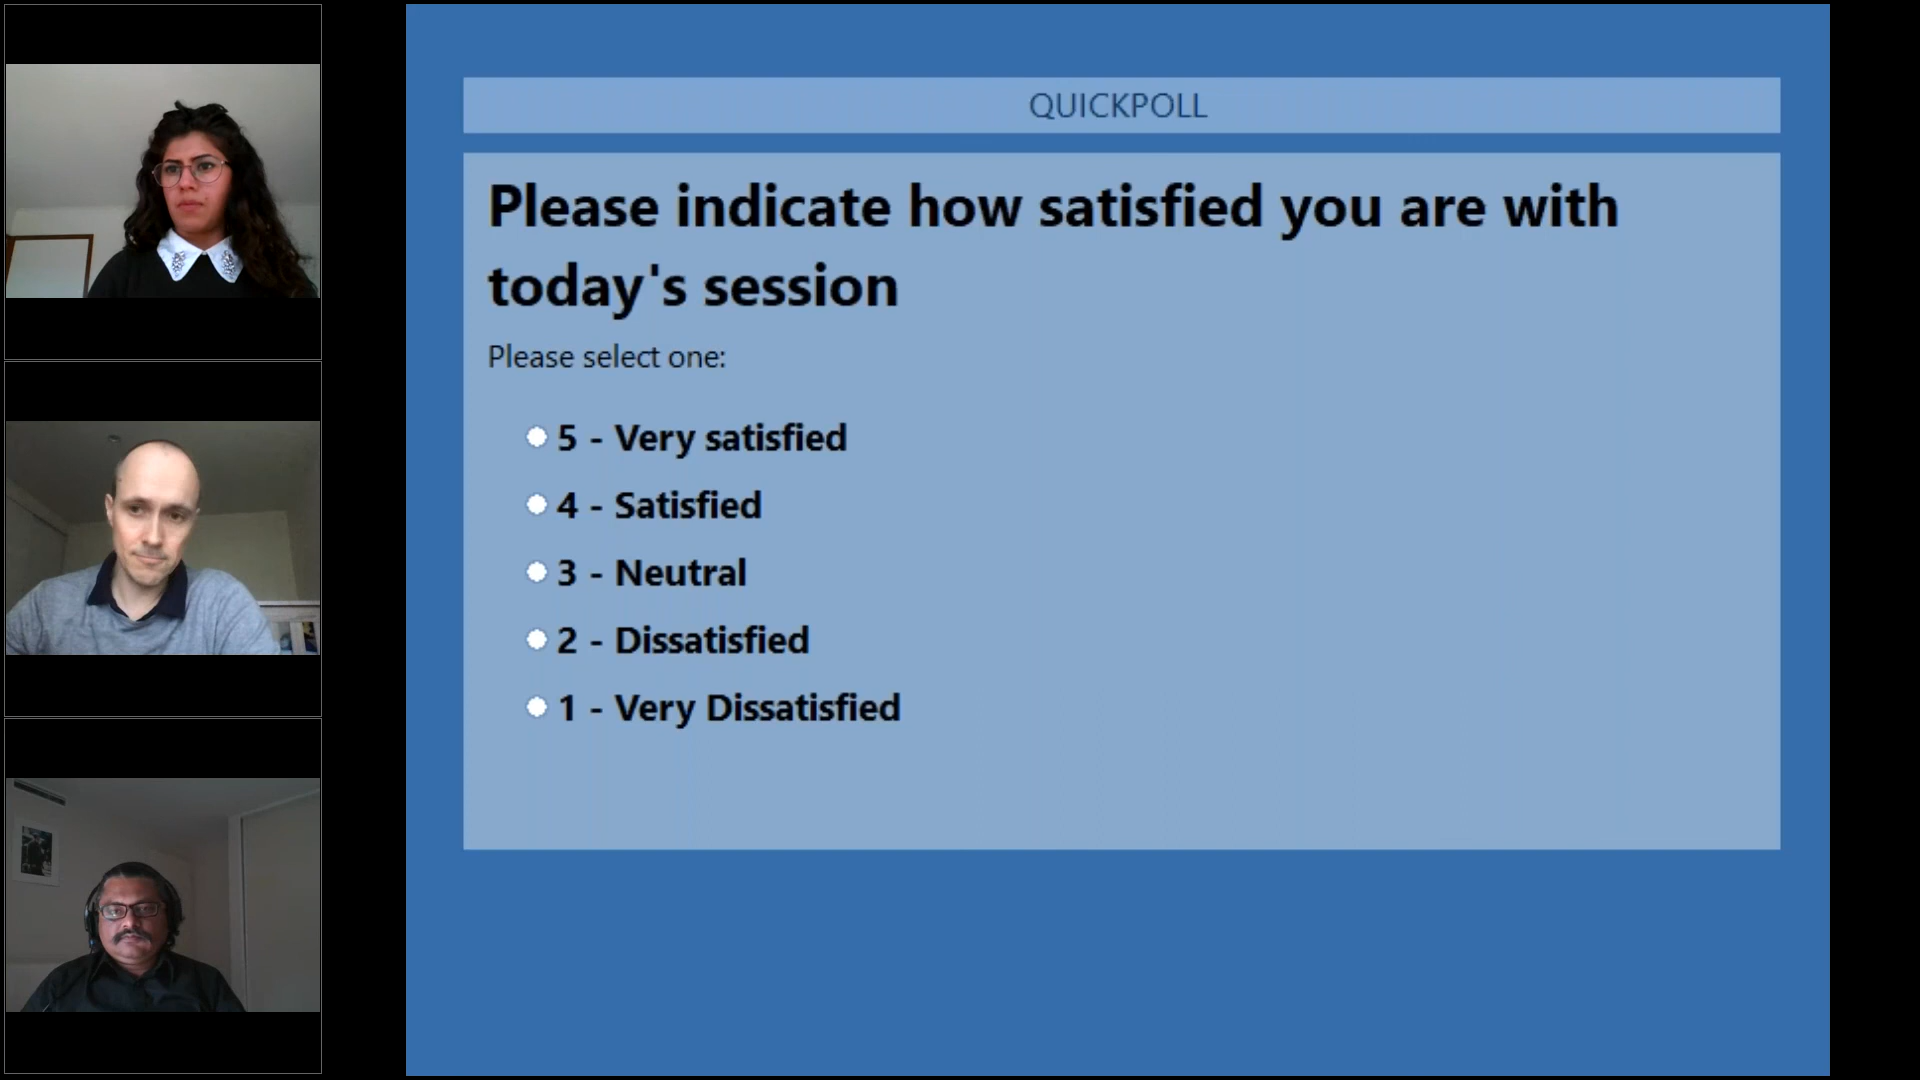 QUICKPOLL
Please indicate how satisfied you are with
today's session
Please select one:
5 - Very satisfied
4 - Satisfied
3 - Neutral
2 - Dissatisfied
1 - Very Dissatisfied